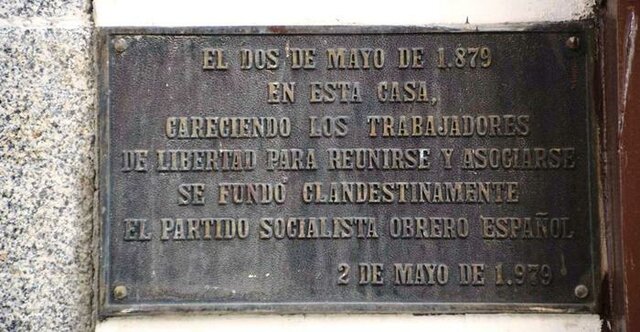 EL DOS DE MAYO DE 1.879
EN ESTA CASA,
CARECIENDO LOS TRABAJADORES
DE LIBERTAD PARA REUNIRSE Y ASOCIARSE
SE FUNDO CLANDESTINAMENTE
EL PARTIDO SOCIALISTA OBRERO ESPAÑOL
2 DE MAYO DE 1.979